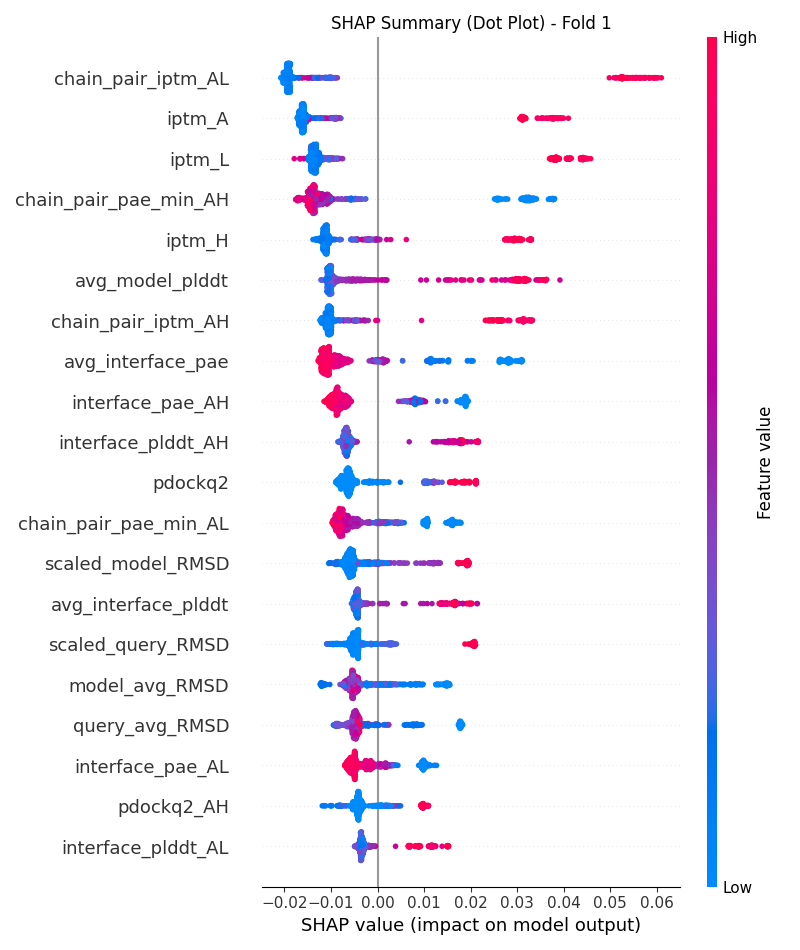 SHAP Summary (Dot Plot) - Fold 1
High
chain_pair_iptm_AL
iptm_A
iptm_L
chain_pair_pae_min_AH
iptm_H
avg_model_plddt
chain_pair_iptm_AH
avg_interface_pae
interface_pae_AH
interface_plddt_AH
pdockq2
chain_pair_pae_min_AL
scaled_model_RMSD
avg_interface_plddt
scaled_query_RMSD
model_avg_RMSD
query_avg_RMSD
interface_pae_AL
pdockq2_AH
interface_plddt_AL
Feature value
Low
−0.02 −0.01 0.00 0.01 0.02 0.03 0.04 0.05 0.06
SHAP value (impact on model output)